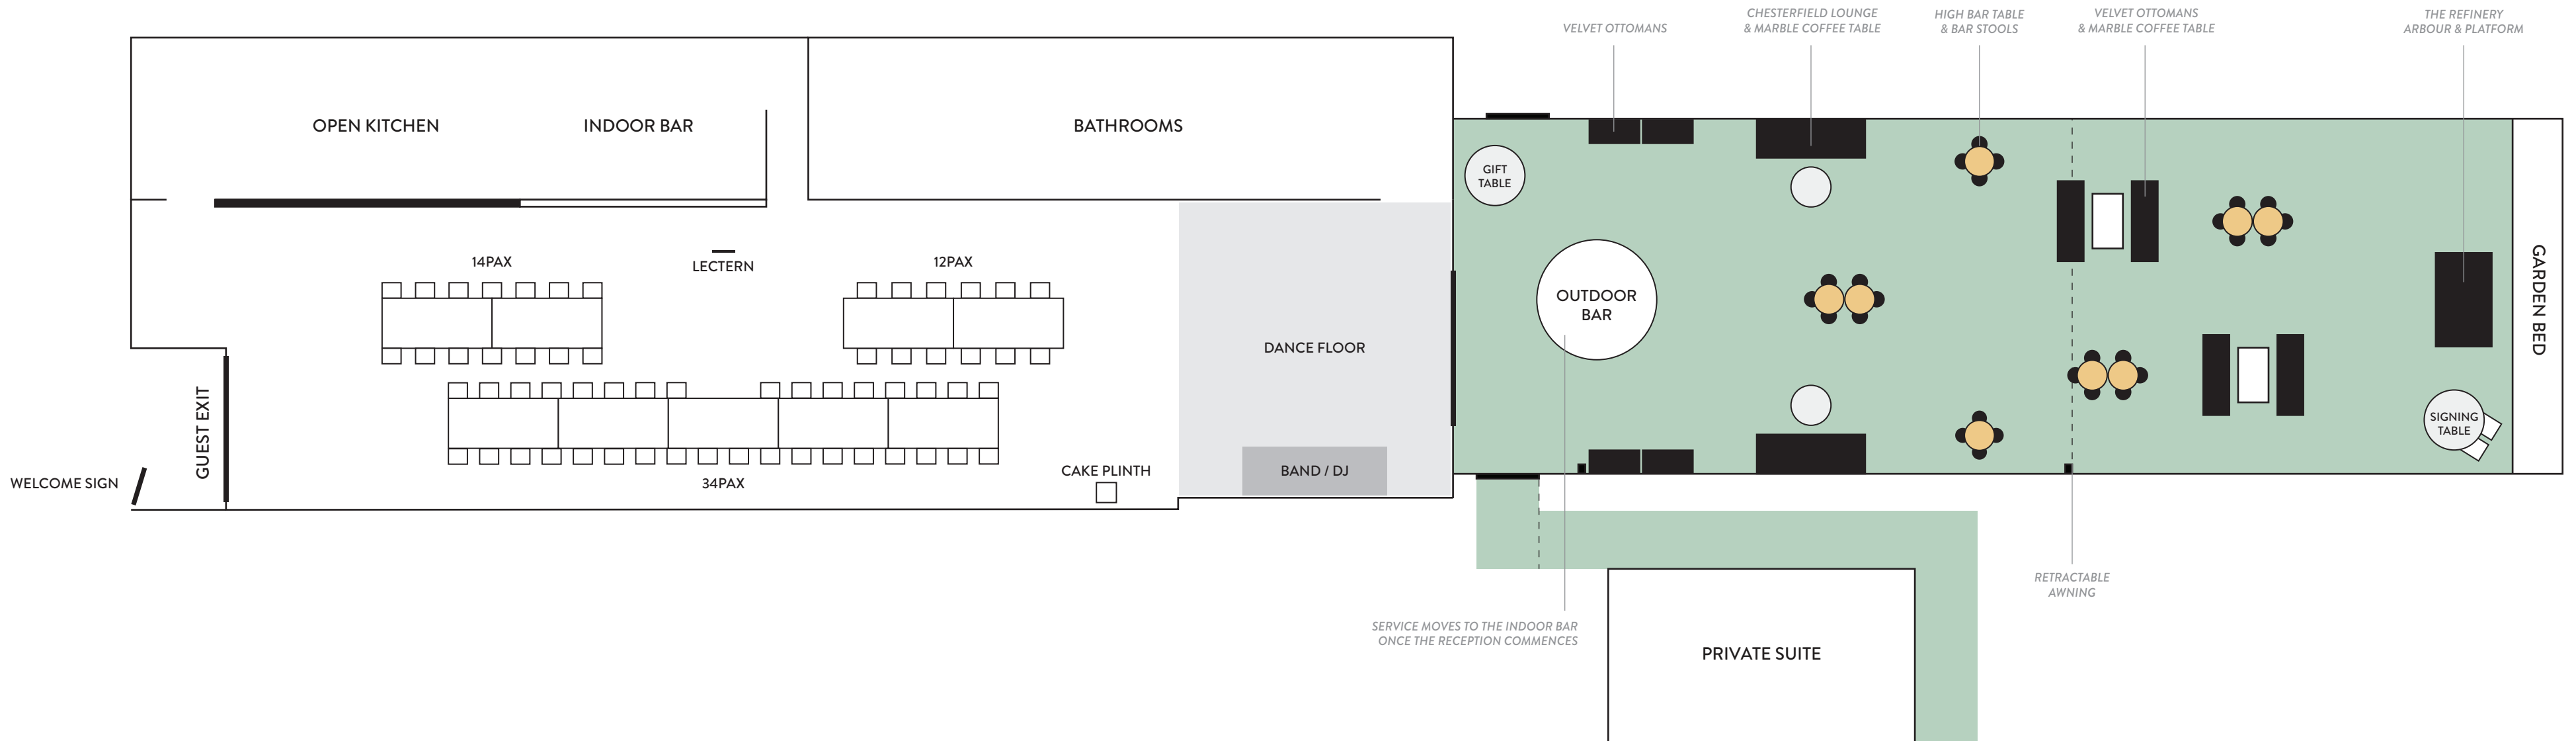 VELVET OTTOMANS
CHESTERFIELD LOUNGE
& MARBLE COFFEE TABLE
HIGH BAR TABLE
& BAR STOOLS
VELVET OTTOMANS
& MARBLE COFFEE TABLE
THE REFINERY
ARBOUR & PLATFORM
OPEN KITCHEN
INDOOR BAR
BATHROOMS
GIFT
TABLE
14PAX
LECTERN
12PAX
OUTDOOR
BAR
GARDEN BED
DANCE FLOOR
GUEST EXIT
SIGNING
TABLE
WELCOME SIGN
34PAX
CAKE PLINTH
BAND / DJ
RETRACTABLE
AWNING
SERVICE MOVES TO THE INDOOR BAR
ONCE THE RECEPTION COMMENCES
PRIVATE SUITE